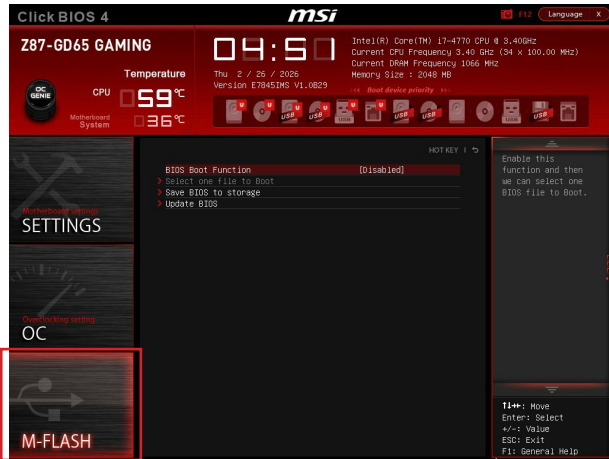 Click BIOS 4
msi
F12
Language X
Z87-GD65 GAMING
04:51
Intel(R) Core(TM) i7-4770 CPU @ 3.40GHz
Current CPU Frequency 3.40 GHz (34 x 100.00 MHz)
Current DRAM Frequency 1066 MHz
Memory Size : 2048 MB
Thu 2 / 26 / 2026
Version E7845IMS V1.0B29
Boot device priority
Temperature
OC
GENIE
CPU 59°C
Motherboard
System 36°C
U U U U U U
USB USB USB USB USB USB
HOT KEY
BIOS Boot Function [Disabled]
Select one file to Boot
Save BIOS to storage
Update BIOS
Enable this
function and then
we can select one
BIOS file to Boot.
Motherboard settings
SETTINGS
Overclocking setting
OC
M-FLASH
↑↓→←: Move
Enter: Select
+/-: Value
ESC: Exit
F1: General Help